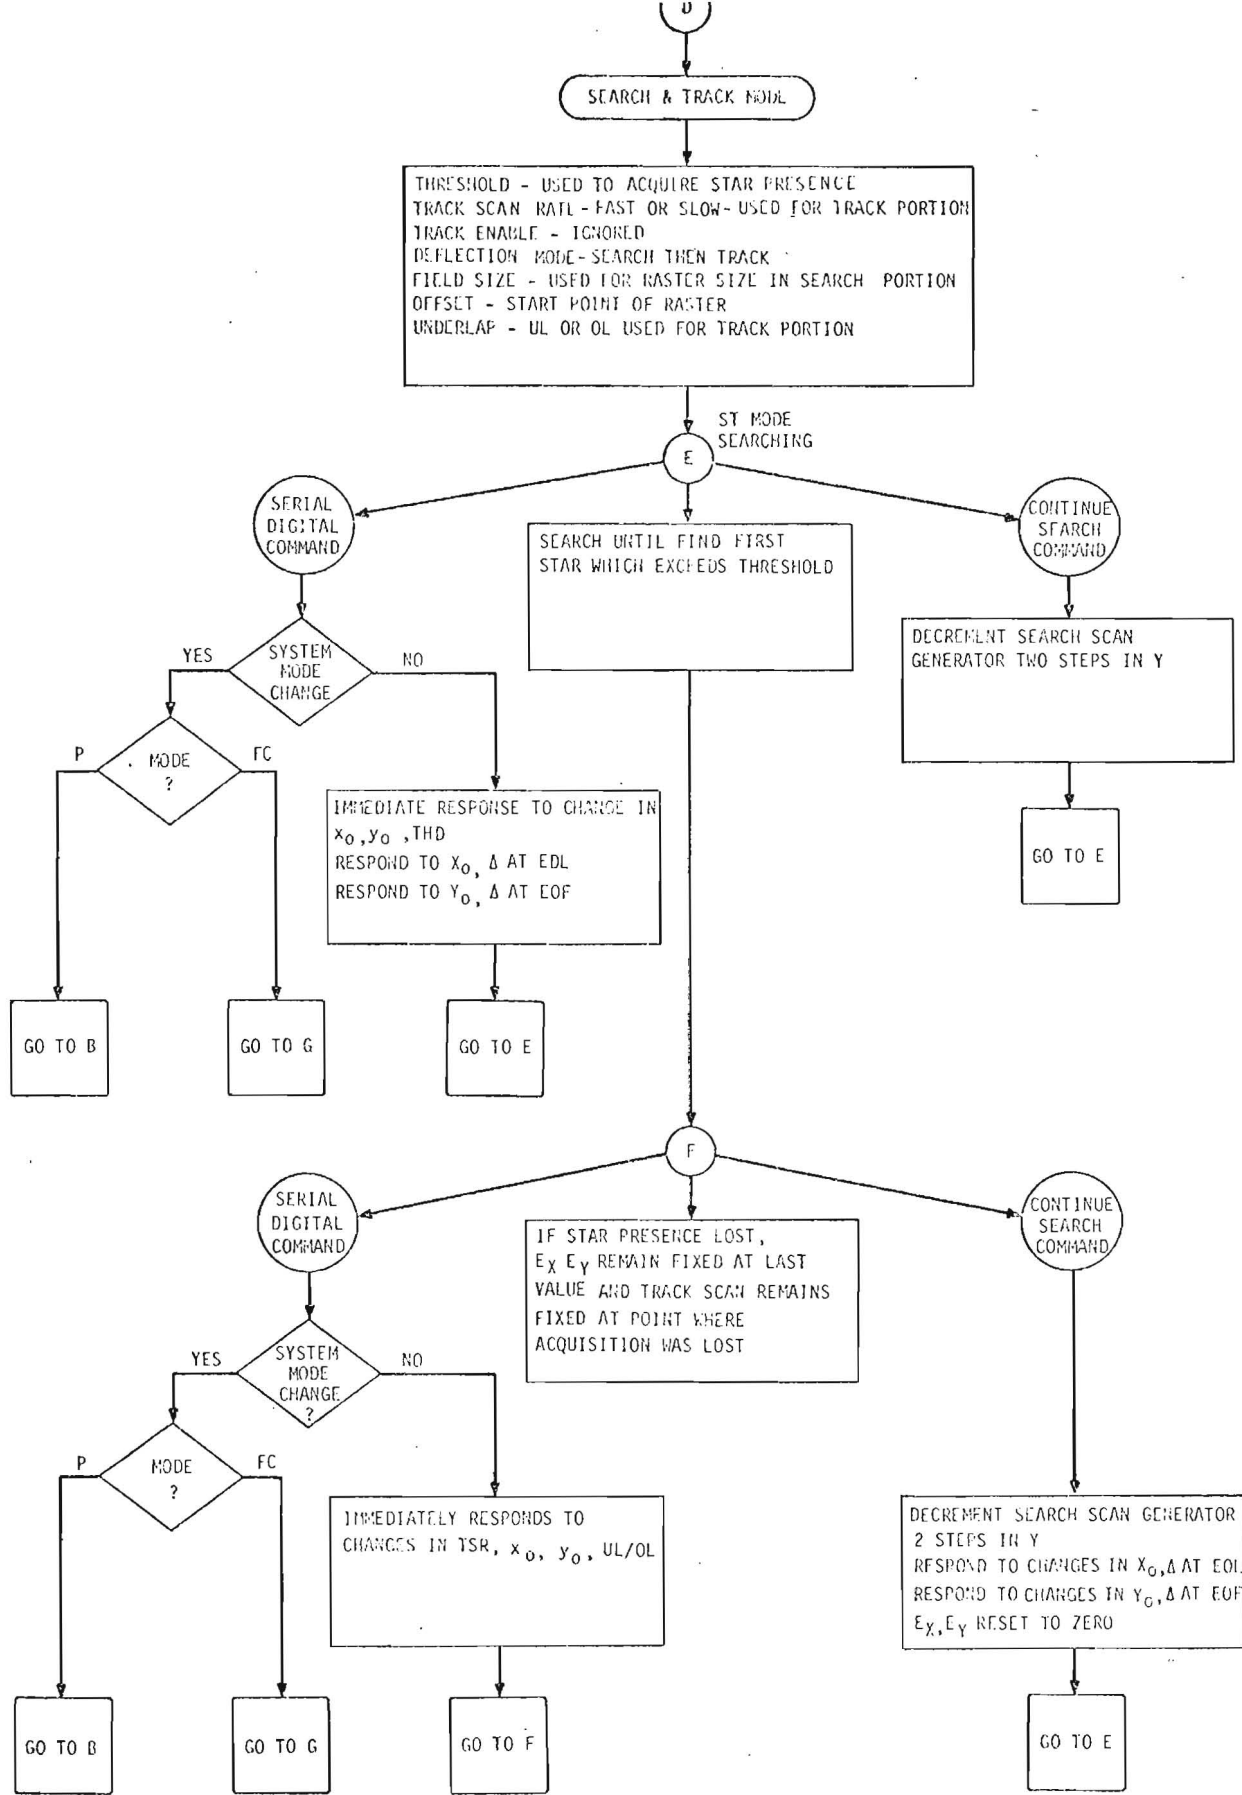 D
SEARCH & TRACK MODE
THRESHOLD - USED TO ACQUIRE STAR PRESENCE
TRACK SCAN RATE - FAST OR SLOW- USED FOR TRACK PORTION
TRACK ENABLE - IGNORED
DEFLECTION MODE- SEARCH THEN TRACK
FIELD SIZE - USED FOR RASTER SIZE IN SEARCH PORTION
OFFSET - START POINT OF RASTER
UNDERLAP - UL OR OL USED FOR TRACK PORTION
ST MODE
SEARCHING
E
SERIAL
DIGITAL
COMMAND
SEARCH UNTIL FIND FIRST
STAR WHICH EXCEEDS THRESHOLD
CONTINUE
SEARCH
COMMAND
SYSTEM
MODE
CHANGE
YES
NO
DECREMENT SEARCH SCAN
GENERATOR TWO STEPS IN Y
MODE
?
P
FC
IMMEDIATE RESPONSE TO CHANGE IN
x₀, y₀ ,THD
RESPOND TO X₀, Δ AT EDL
RESPOND TO Y₀, Δ AT EOF
GO TO E
GO TO B
GO TO G
GO TO E
F
SERIAL
DIGITAL
COMMAND
IF STAR PRESENCE LOST,
E_X E_Y REMAIN FIXED AT LAST
VALUE AND TRACK SCAN REMAINS
FIXED AT POINT WHERE
ACQUISITION WAS LOST
CONTINUE
SEARCH
COMMAND
SYSTEM
MODE
CHANGE
?
YES
NO
MODE
?
P
FC
IMMEDIATELY RESPONDS TO
CHANGES IN TSR, x₀, y₀, UL/OL
DECREMENT SEARCH SCAN GENERATOR
2 STEPS IN Y
RESPOND TO CHANGES IN X₀,Δ AT EOL
RESPOND TO CHANGES IN Y₀,Δ AT EOF
E_X,E_Y RESET TO ZERO
GO TO B
GO TO G
GO TO F
GO TO E